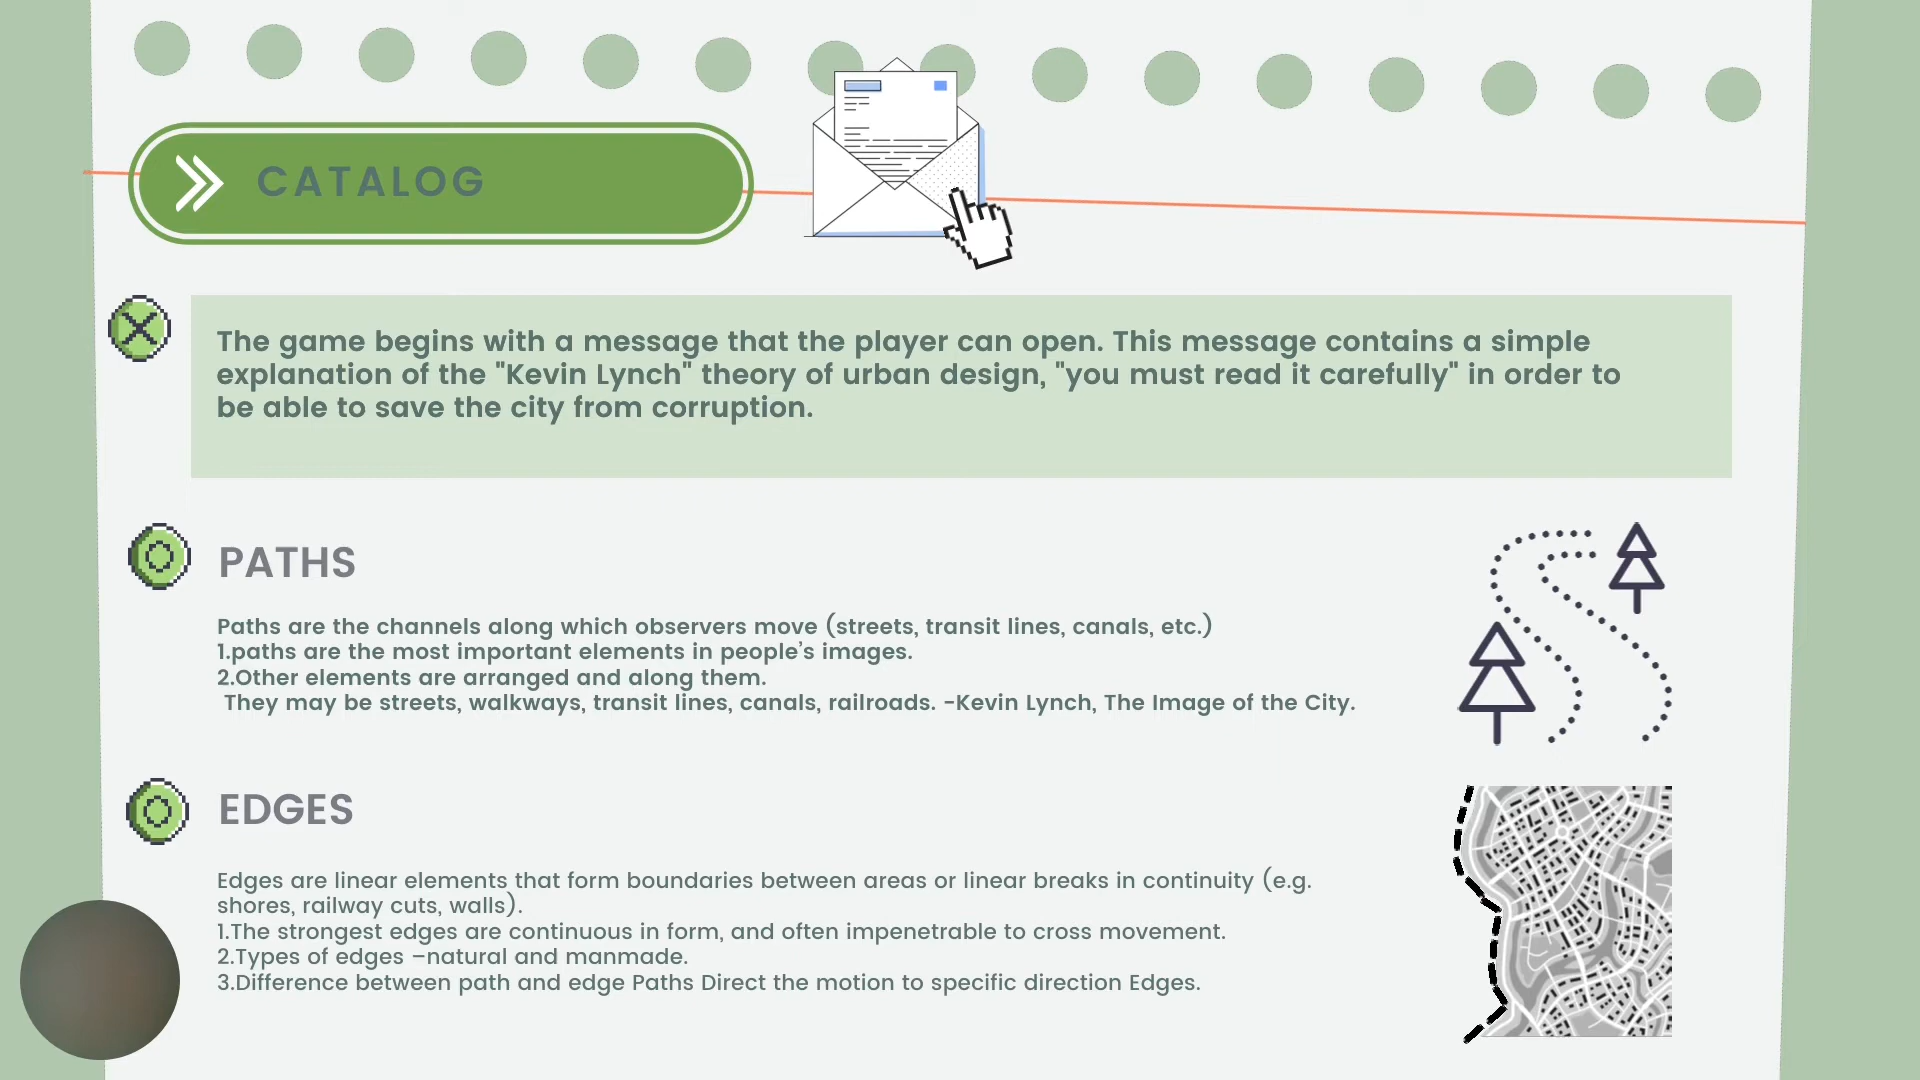 CATALOG
The game begins with a message that the player can open. This message contains a simple
explanation of the "Kevin Lynch" theory of urban design, "you must read it carefully" in order to
be able to save the city from corruption.
PATHS
Paths are the channels along which observers move (streets, transit lines, canals, etc.)
1.paths are the most important elements in people’s images.
2.Other elements are arranged and along them.
They may be streets, walkways, transit lines, canals, railroads. -Kevin Lynch, The Image of the City.
EDGES
Edges are linear elements that form boundaries between areas or linear breaks in continuity (e.g.
shores, railway cuts, walls).
1.The strongest edges are continuous in form, and often impenetrable to cross movement.
2.Types of edges –natural and manmade.
3.Difference between path and edge Paths Direct the motion to specific direction Edges.